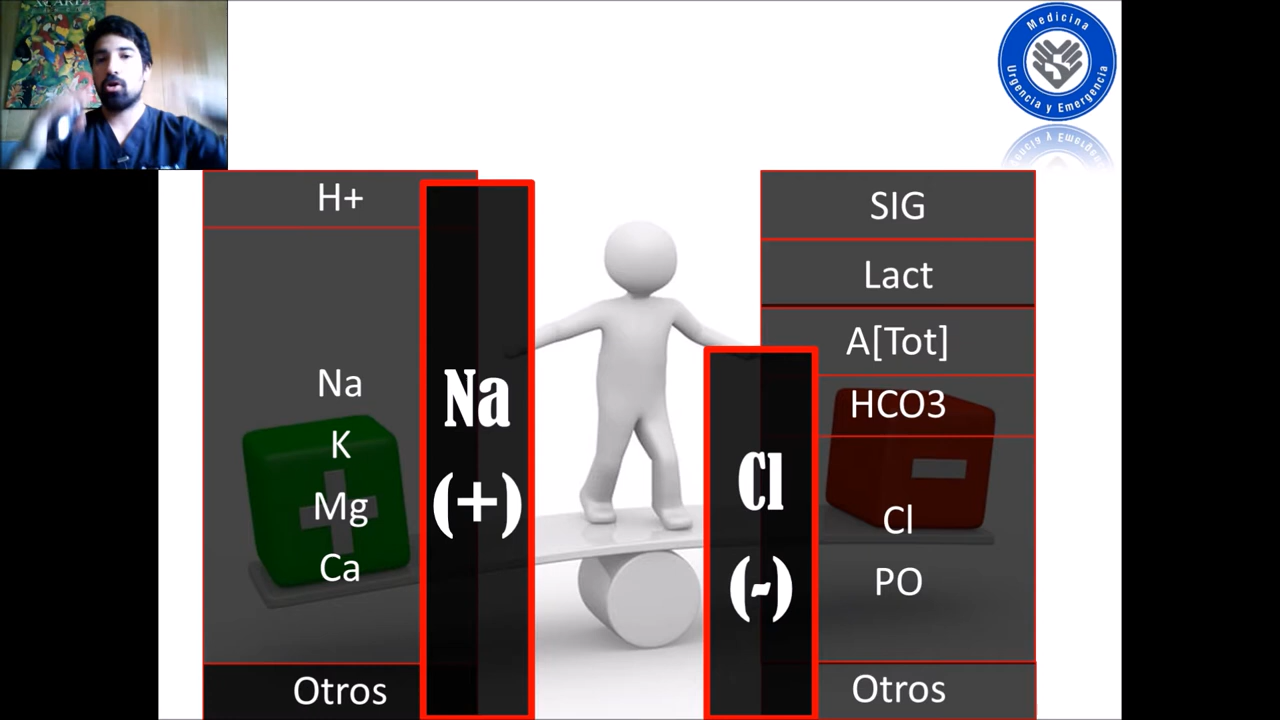 Medicina
Urgencia y Emergencia
H+
Na
K
Mg
Ca
Otros
Na
(+)
Cl
(-)
SIG
Lact
A[Tot]
HCO3
Cl
PO
Otros